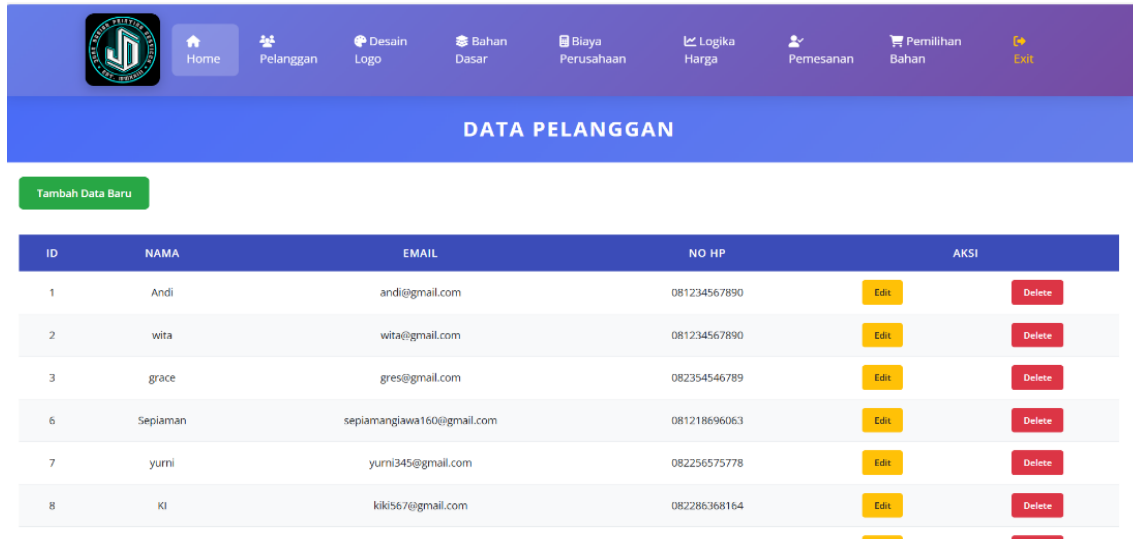 Home
Pelanggan
Desain
Logo
Bahan
Dasar
Biaya
Perusahaan
Logika
Harga
Pemesanan
Pemilihan
Bahan
Exit
DATA PELANGGAN
Tambah Data Baru
ID NAMA EMAIL NO HP AKSI
1 Andi andi@gmail.com 081234567890 Edit Delete
2 wita wita@gmail.com 081234567890 Edit Delete
3 grace gres@gmail.com 082354546789 Edit Delete
6 Sepiaman sepiamangiawa160@gmail.com 081218696063 Edit Delete
7 yurni yurni345@gmail.com 082256575778 Edit Delete
8 KI kiki567@gmail.com 082286368164 Edit Delete